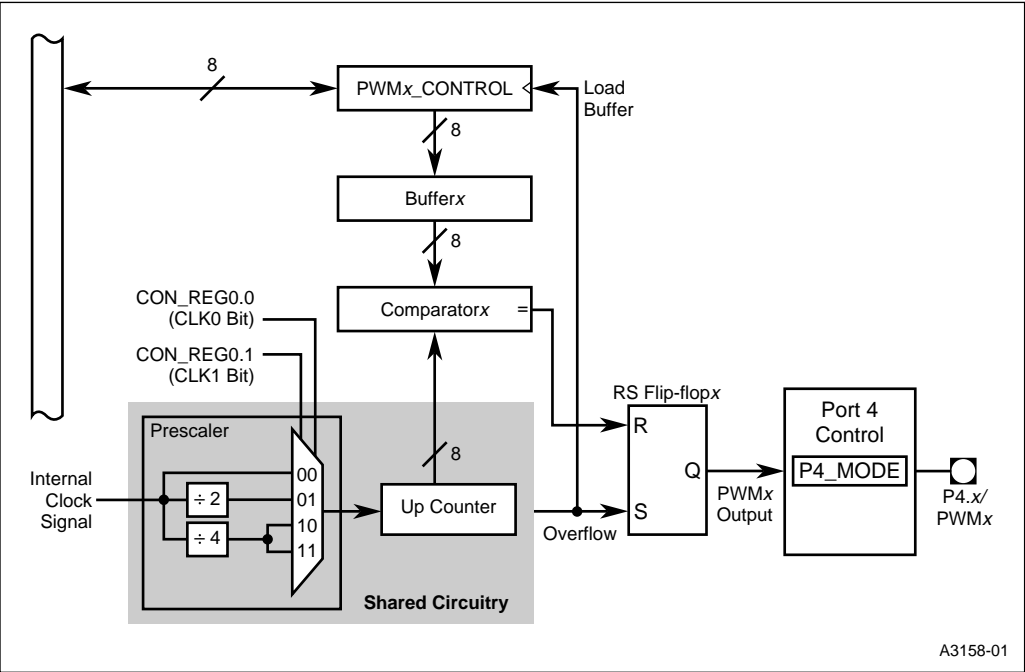 8
PWMx_CONTROL
Load
Buffer
8
Bufferx
8
CON_REG0.0
(CLK0 Bit)
Comparatorx =
CON_REG0.1
(CLK1 Bit)
RS Flip-flopx
Port 4
Control
Prescaler
R
8
Internal
Clock
Signal
00
÷ 2
01
÷ 4
10
11
Up Counter
Q
P4_MODE
PWMx
Output
P4.x/
PWMx
S
Overflow
Shared Circuitry
A3158-01